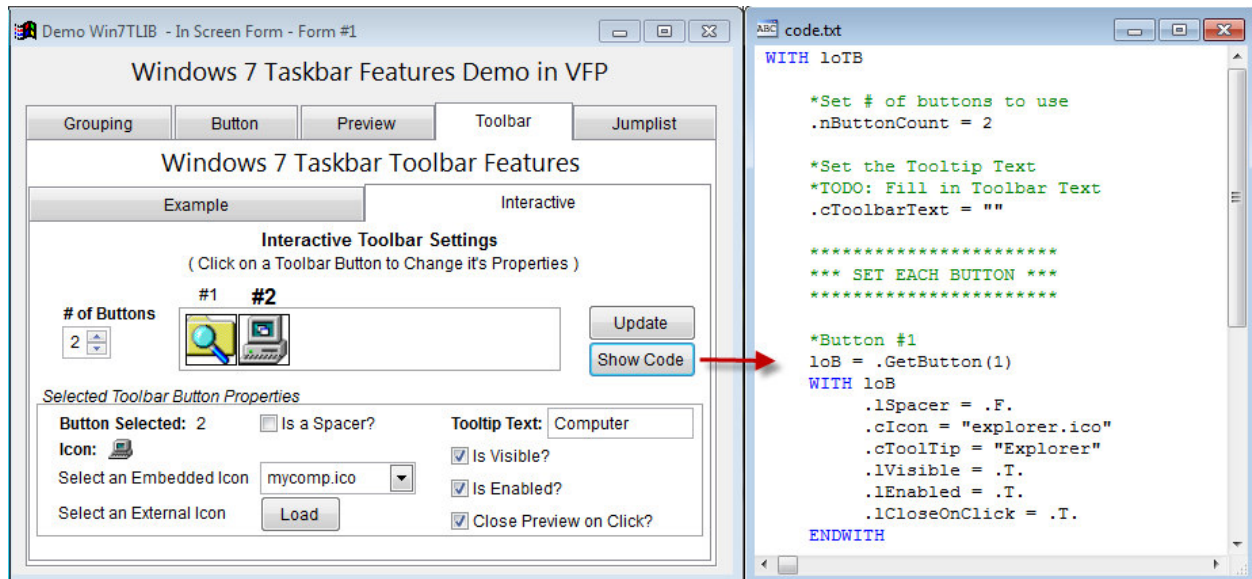 Demo Win7TLIB - In Screen Form - Form #1
Windows 7 Taskbar Features Demo in VFP
Grouping Button Preview Toolbar Jumplist
Windows 7 Taskbar Toolbar Features
Example Interactive
Interactive Toolbar Settings
( Click on a Toolbar Button to Change it's Properties )
#1 #2
# of Buttons
2
Update
Show Code
Selected Toolbar Button Properties
Button Selected: 2 Is a Spacer? Tooltip Text: Computer
Icon: Is Visible?
Select an Embedded Icon mycomp.ico Is Enabled?
Select an External Icon Load Close Preview on Click?
ABC code.txt
WITH loTB
*Set # of buttons to use
.nButtonCount = 2
*Set the Tooltip Text
*TODO: Fill in Toolbar Text
.cToolbarText = ""
***********************
*** SET EACH BUTTON ***
***********************
*Button #1
loB = .GetButton(1)
WITH loB
.lSpacer = .F.
.cIcon = "explorer.ico"
.cToolTip = "Explorer"
.lVisible = .T.
.lEnabled = .T.
.lCloseOnClick = .T.
ENDWITH